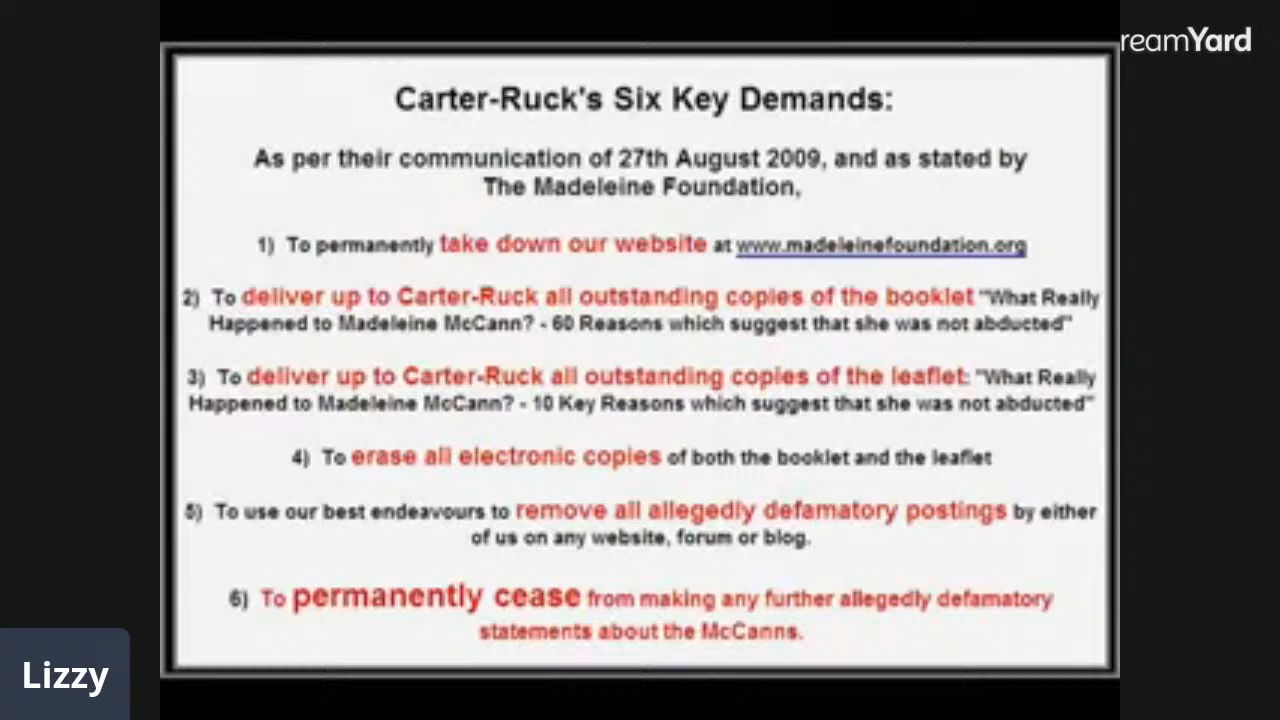 reamYard
Carter-Ruck's Six Key Demands:
As per their communication of 27th August 2009, and as stated by
The Madeleine Foundation,
1) To permanently take down our website at www.madeleinefoundation.org
2) To deliver up to Carter-Ruck all outstanding copies of the booklet "What Really
Happened to Madeleine McCann? - 60 Reasons which suggest that she was not abducted"
3) To deliver up to Carter-Ruck all outstanding copies of the leaflet: "What Really
Happened to Madeleine McCann? - 10 Key Reasons which suggest that she was not abducted"
4) To erase all electronic copies of both the booklet and the leaflet
5) To use our best endeavours to remove all allegedly defamatory postings by either
of us on any website, forum or blog.
6) To permanently cease from making any further allegedly defamatory
statements about the McCanns.
Lizzy